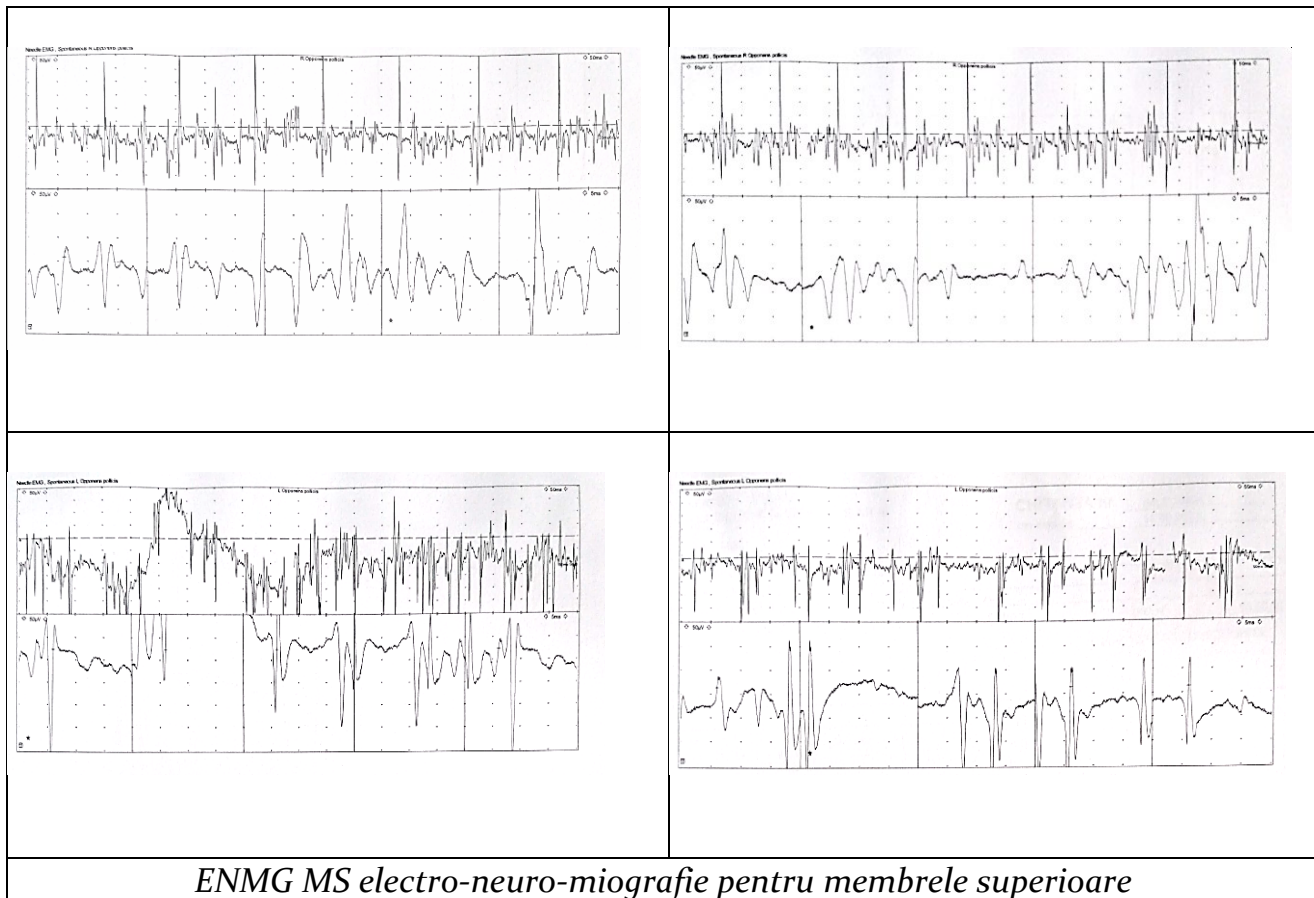 Needle EMG , Spontaneous R Opponens pollicis
50µV
R Opponens pollicis
50ms
50µV
5ms
Needle EMG , Spontaneous R Opponens pollicis
50µV
R Opponens pollicis
50ms
50µV
5ms
Needle EMG , Spontaneous L Opponens pollicis
50µV
50ms
50µV
5ms
Needle EMG , Spontaneous L Opponens pollicis
50µV
L Opponens pollicis
50ms
50µV
5ms
ENMG MS electro-neuro-miografie pentru membrele superioare